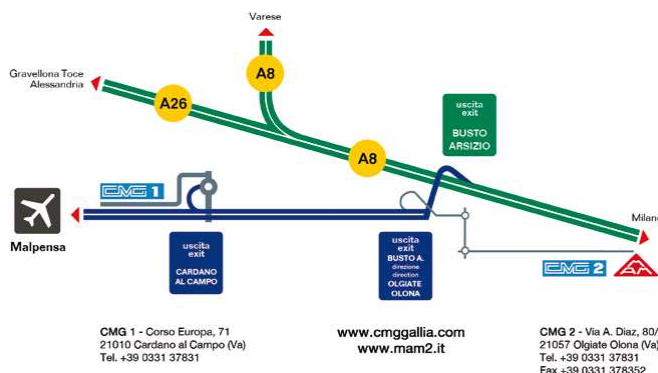 Varese
Gravellona Toce
Alessandria
A8
A26
uscita
exit
BUSTO
ARSIZIO
A8
CMG 1
Malpensa
Milano
uscita
exit
CARDANO
AL CAMPO
uscita
exit
BUSTO A.
direzione
direction
OLGIATE
OLONA
CMG 2
AM
CMG 1 - Corso Europa, 71
21010 Cardano al Campo (Va)
Tel. +39 0331 37831
www.cmggallia.com
www.mam2.it
CMG 2 - Via A. Diaz, 80/
21057 Olgiate Olona (Va)
Tel. +39 0331 37831
Fax +39 0331 378352